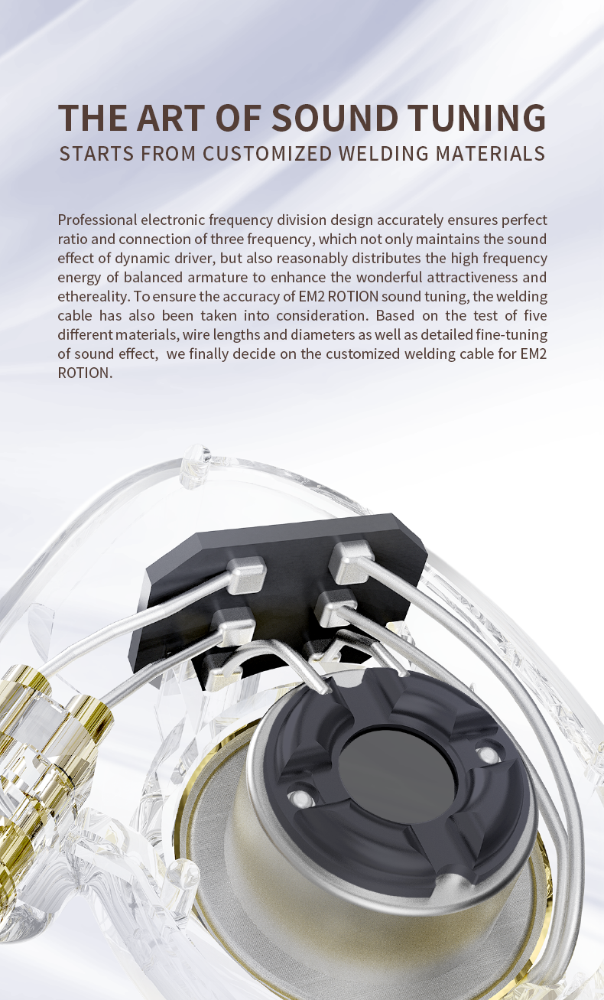 THE ART OF SOUND TUNING
STARTS FROM CUSTOMIZED WELDING MATERIALS
Professional electronic frequency division design accurately ensures perfect
ratio and connection of three frequency, which not only maintains the sound
effect of dynamic driver, but also reasonably distributes the high frequency
energy of balanced armature to enhance the wonderful attractiveness and
ethereality. To ensure the accuracy of EM2 ROTION sound tuning, the welding
cable has also been taken into consideration. Based on the test of five
different materials, wire lengths and diameters as well as detailed fine-tuning
of sound effect, we finally decide on the customized welding cable for EM2
ROTION.